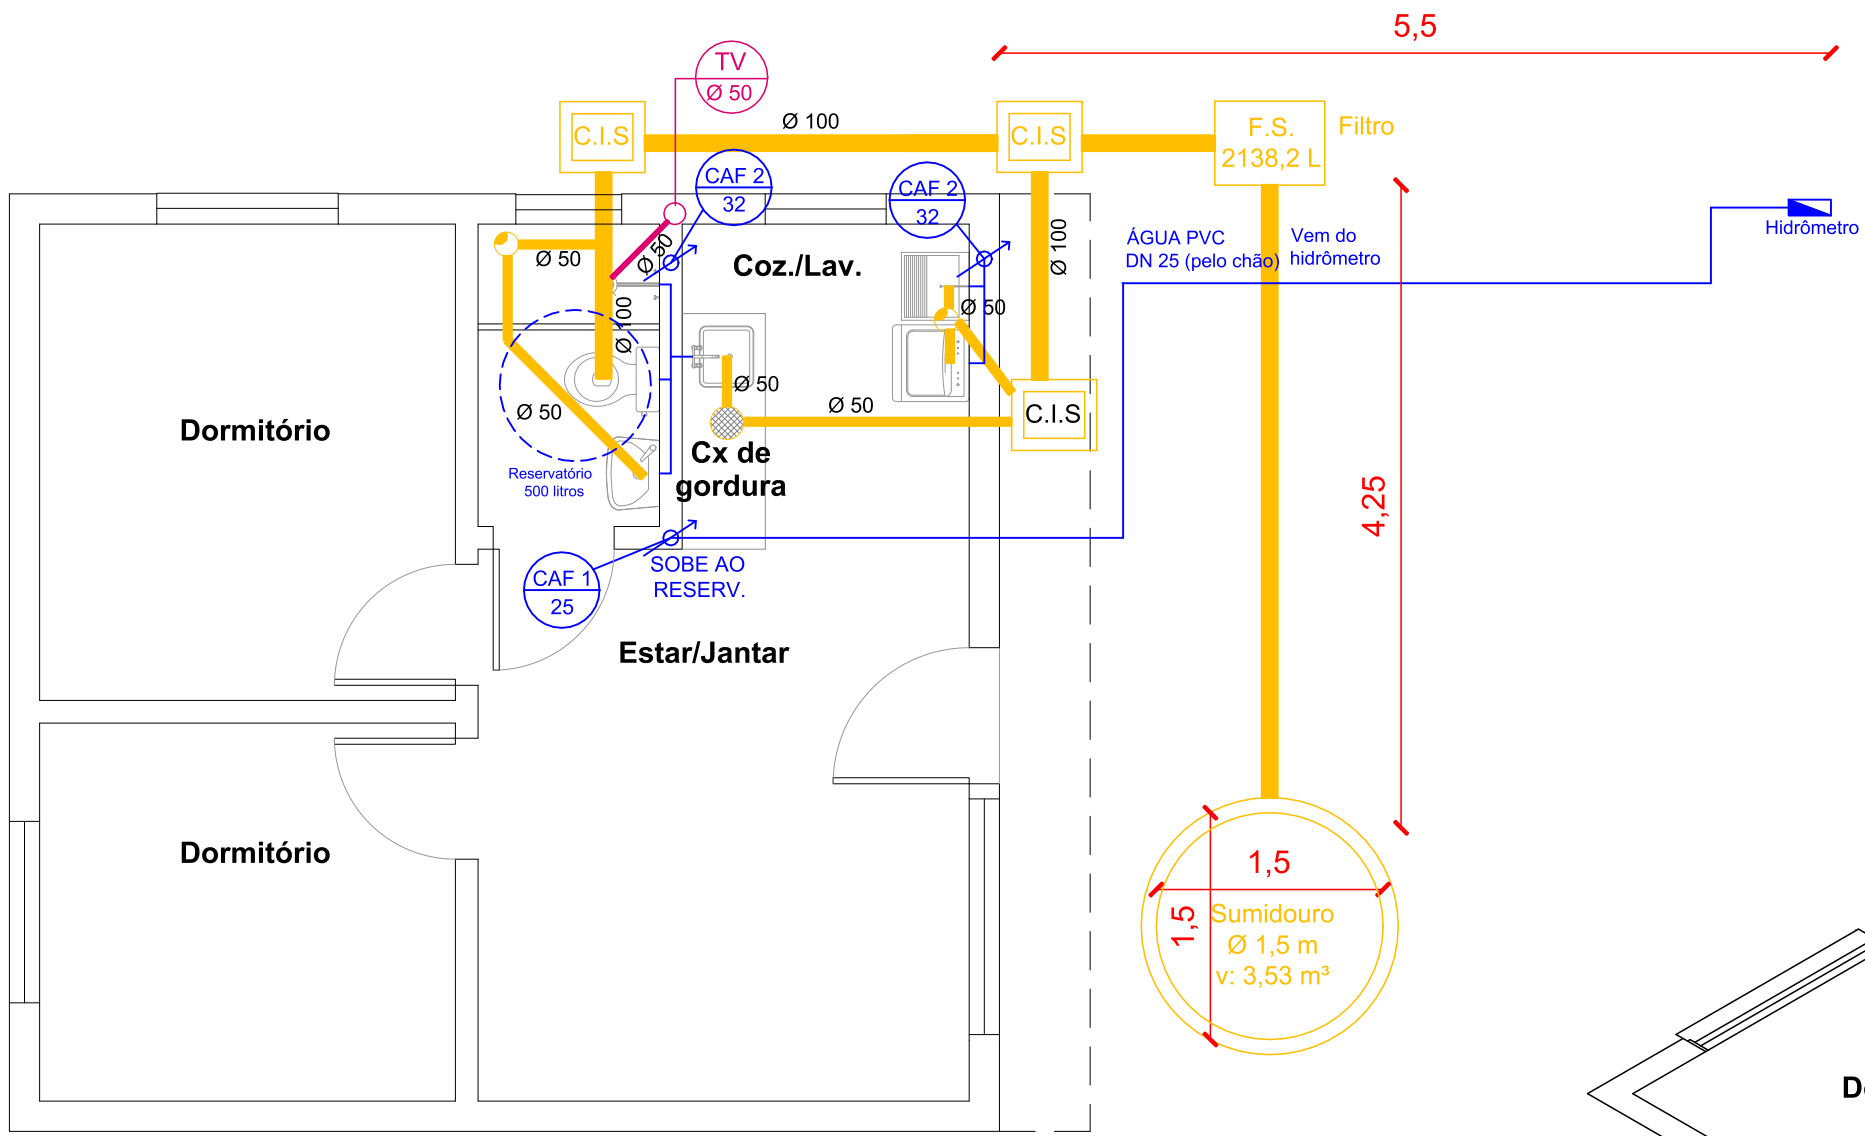 5,5
TV
Ø 50
C.I.S
Ø 100
C.I.S
F.S.
2138,2 L
Filtro
CAF 2
32
CAF 2
32
Hidrômetro
ÁGUA PVC
DN 25 (pelo chão)
Vem do
hidrômetro
Ø 50
Ø 50
Coz./Lav.
Ø 100
Ø 100
Ø 50
Ø 50
Ø 50
Ø 50
C.I.S
Dormitório
Cx de
gordura
Reservatório
500 litros
4,25
SOBE AO
RESERV.
CAF 1
25
Estar/Jantar
Dormitório
1,5
1,5
Sumidouro
Ø 1,5 m
v: 3,53 m³